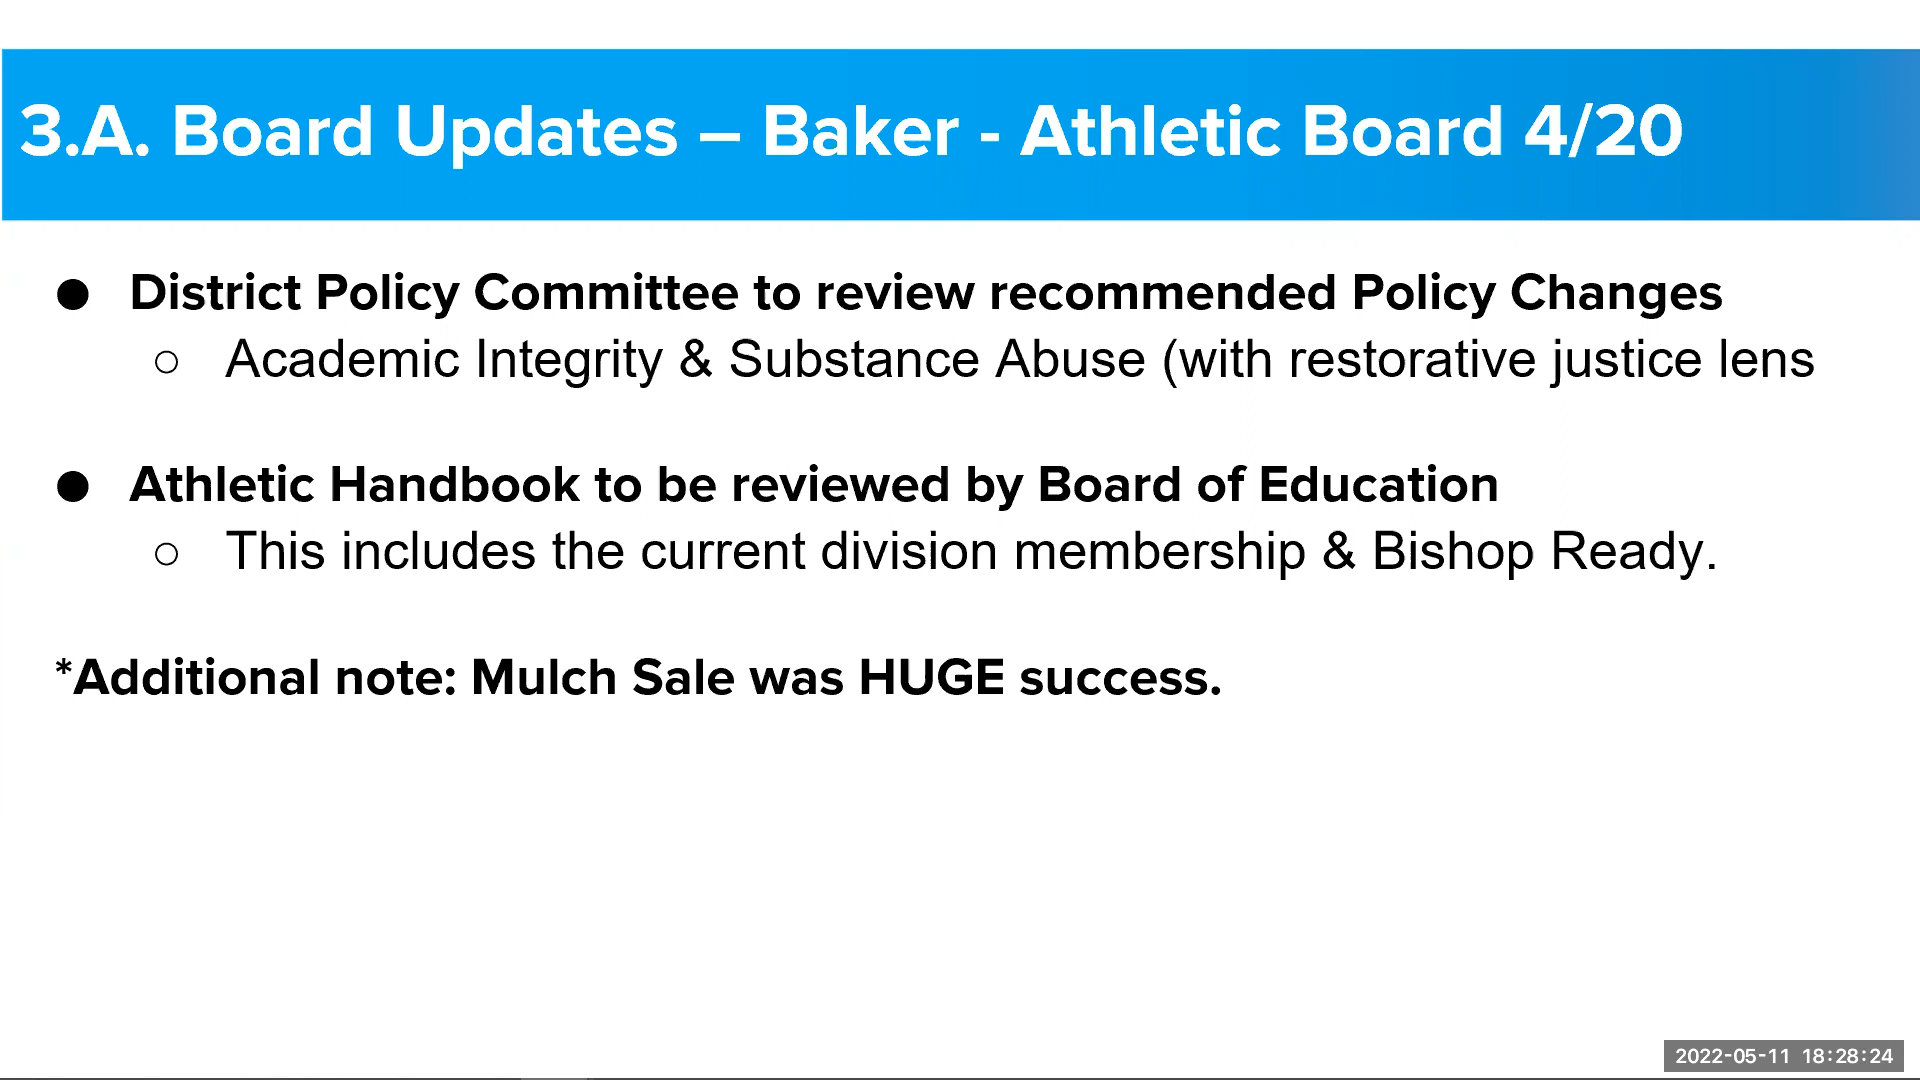 3.A. Board Updates – Baker - Athletic Board 4/20
● District Policy Committee to review recommended Policy Changes
○ Academic Integrity & Substance Abuse (with restorative justice lens
● Athletic Handbook to be reviewed by Board of Education
○ This includes the current division membership & Bishop Ready.
*Additional note: Mulch Sale was HUGE success.
2022-05-11 18:28:24